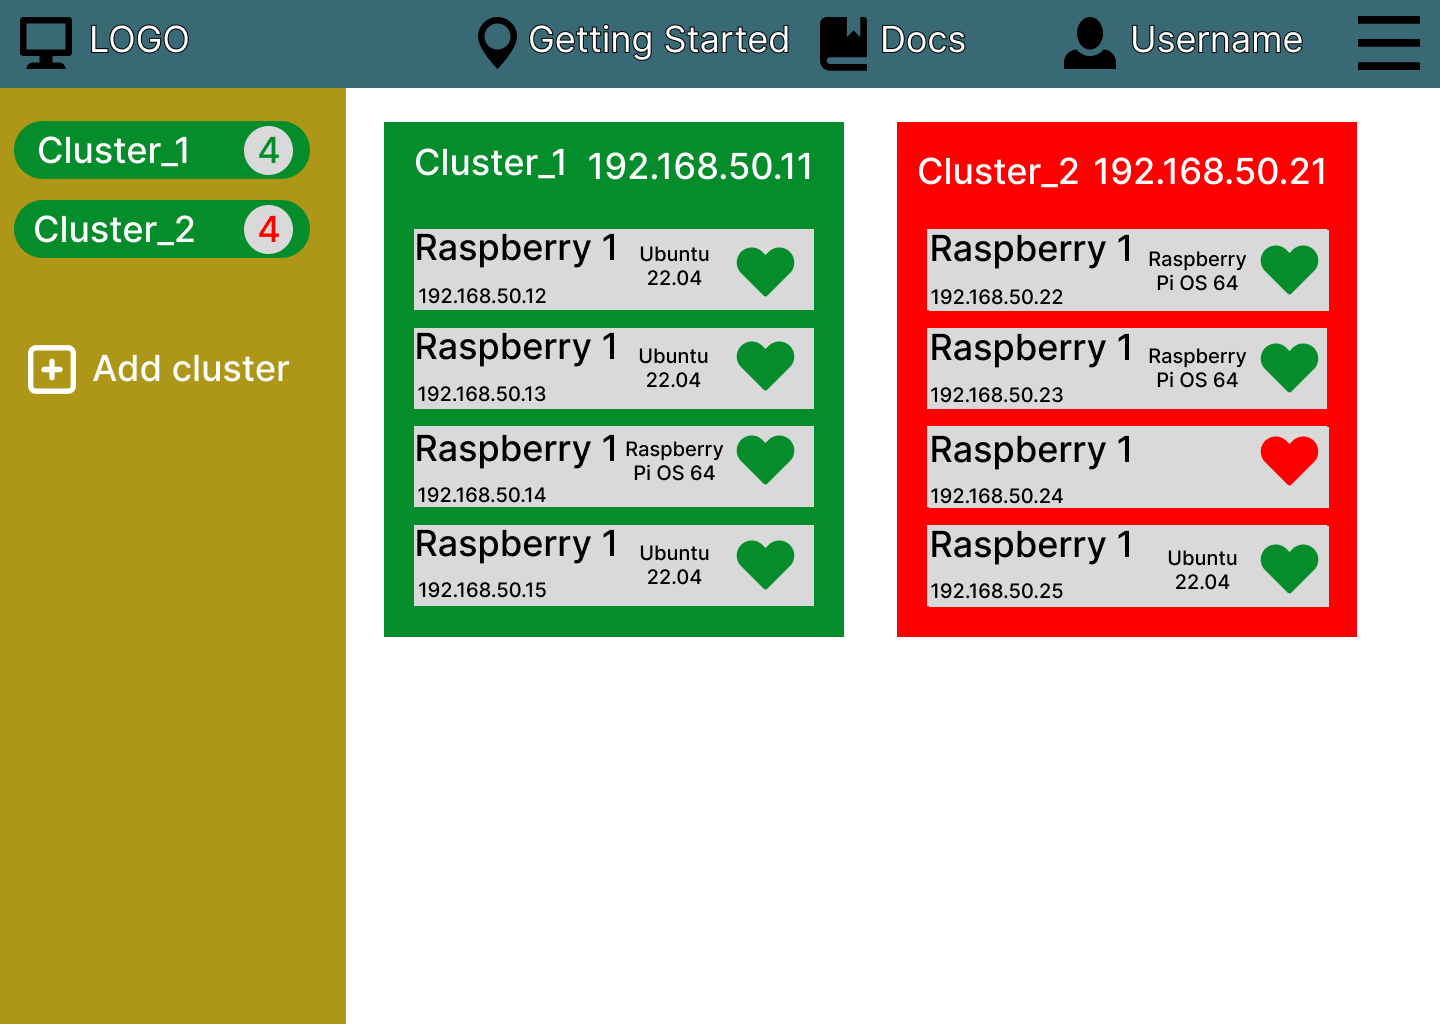 LOGO
Getting Started
Docs
Username
Cluster_1 4
Cluster_2 4
Add cluster
Cluster_1 192.168.50.11
Raspberry 1
192.168.50.12
Ubuntu
22.04
Raspberry 1
192.168.50.13
Ubuntu
22.04
Raspberry 1
192.168.50.14
Raspberry
Pi OS 64
Raspberry 1
192.168.50.15
Ubuntu
22.04
Cluster_2 192.168.50.21
Raspberry 1
192.168.50.22
Raspberry
Pi OS 64
Raspberry 1
192.168.50.23
Raspberry
Pi OS 64
Raspberry 1
192.168.50.24
Raspberry 1
192.168.50.25
Ubuntu
22.04